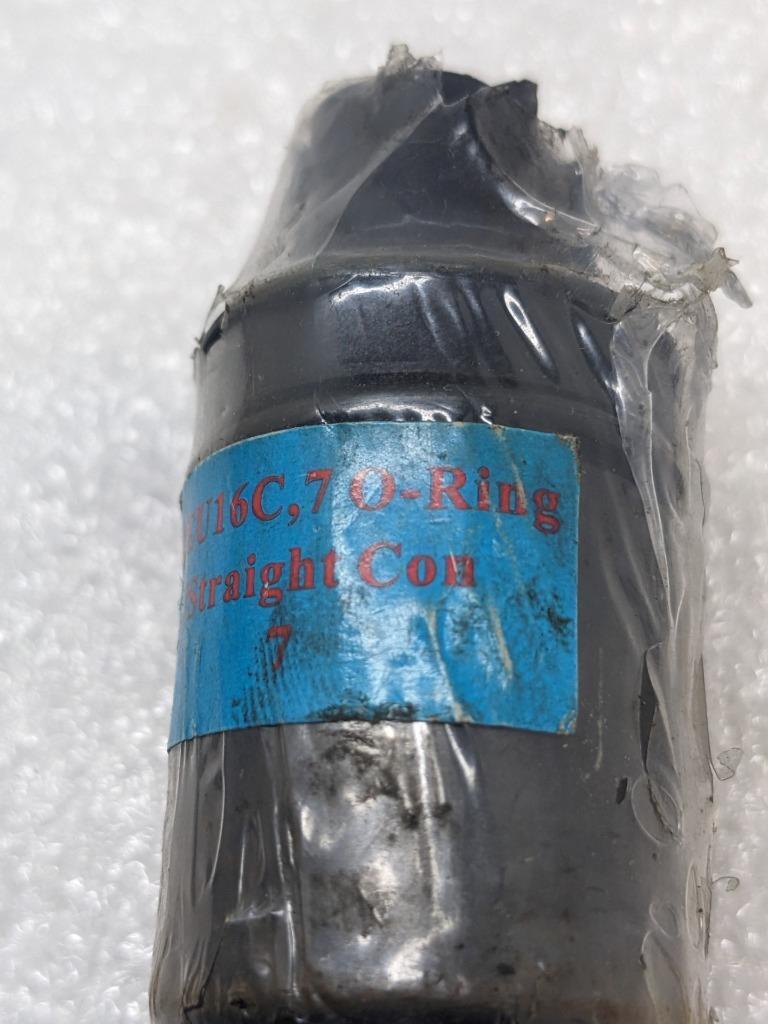 U16C,7 O-Ring
Straight Con
7